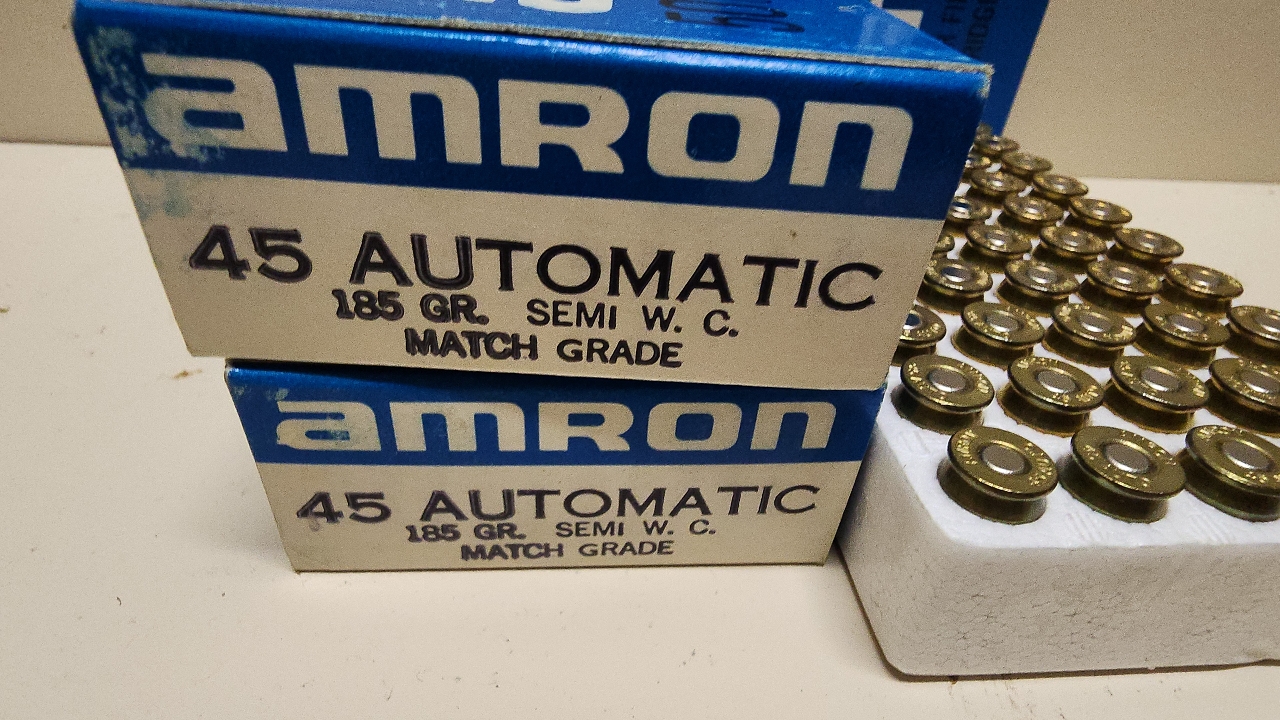 amron
45 AUTOMATIC
185 GR. SEMI W. C.
MATCH GRADE
amron
45 AUTOMATIC
185 GR. SEMI W. C.
MATCH GRADE